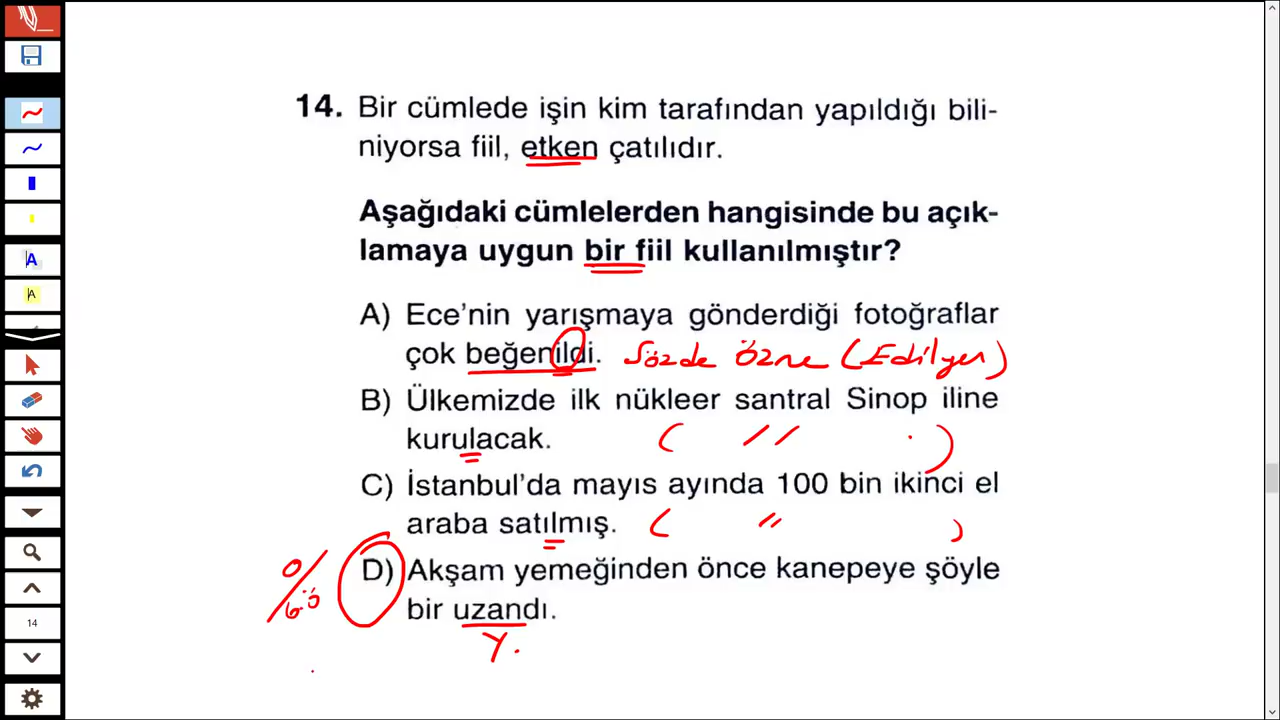 14. Bir cümlede işin kim tarafından yapıldığı bili-
niyorsa fiil, etken çatılıdır.
Aşağıdaki cümlelerden hangisinde bu açık-
lamaya uygun bir fiil kullanılmıştır?
A) Ece'nin yarışmaya gönderdiği fotoğraflar
çok beğenildi. Sözde özne (Edilgen)
B) Ülkemizde ilk nükleer santral Sinop iline
kurulacak. ( // )
C) İstanbul'da mayıs ayında 100 bin ikinci el
araba satılmış. ( " )
D) Akşam yemeğinden önce kanepeye şöyle
bir uzandı.
Y.
A
A
14